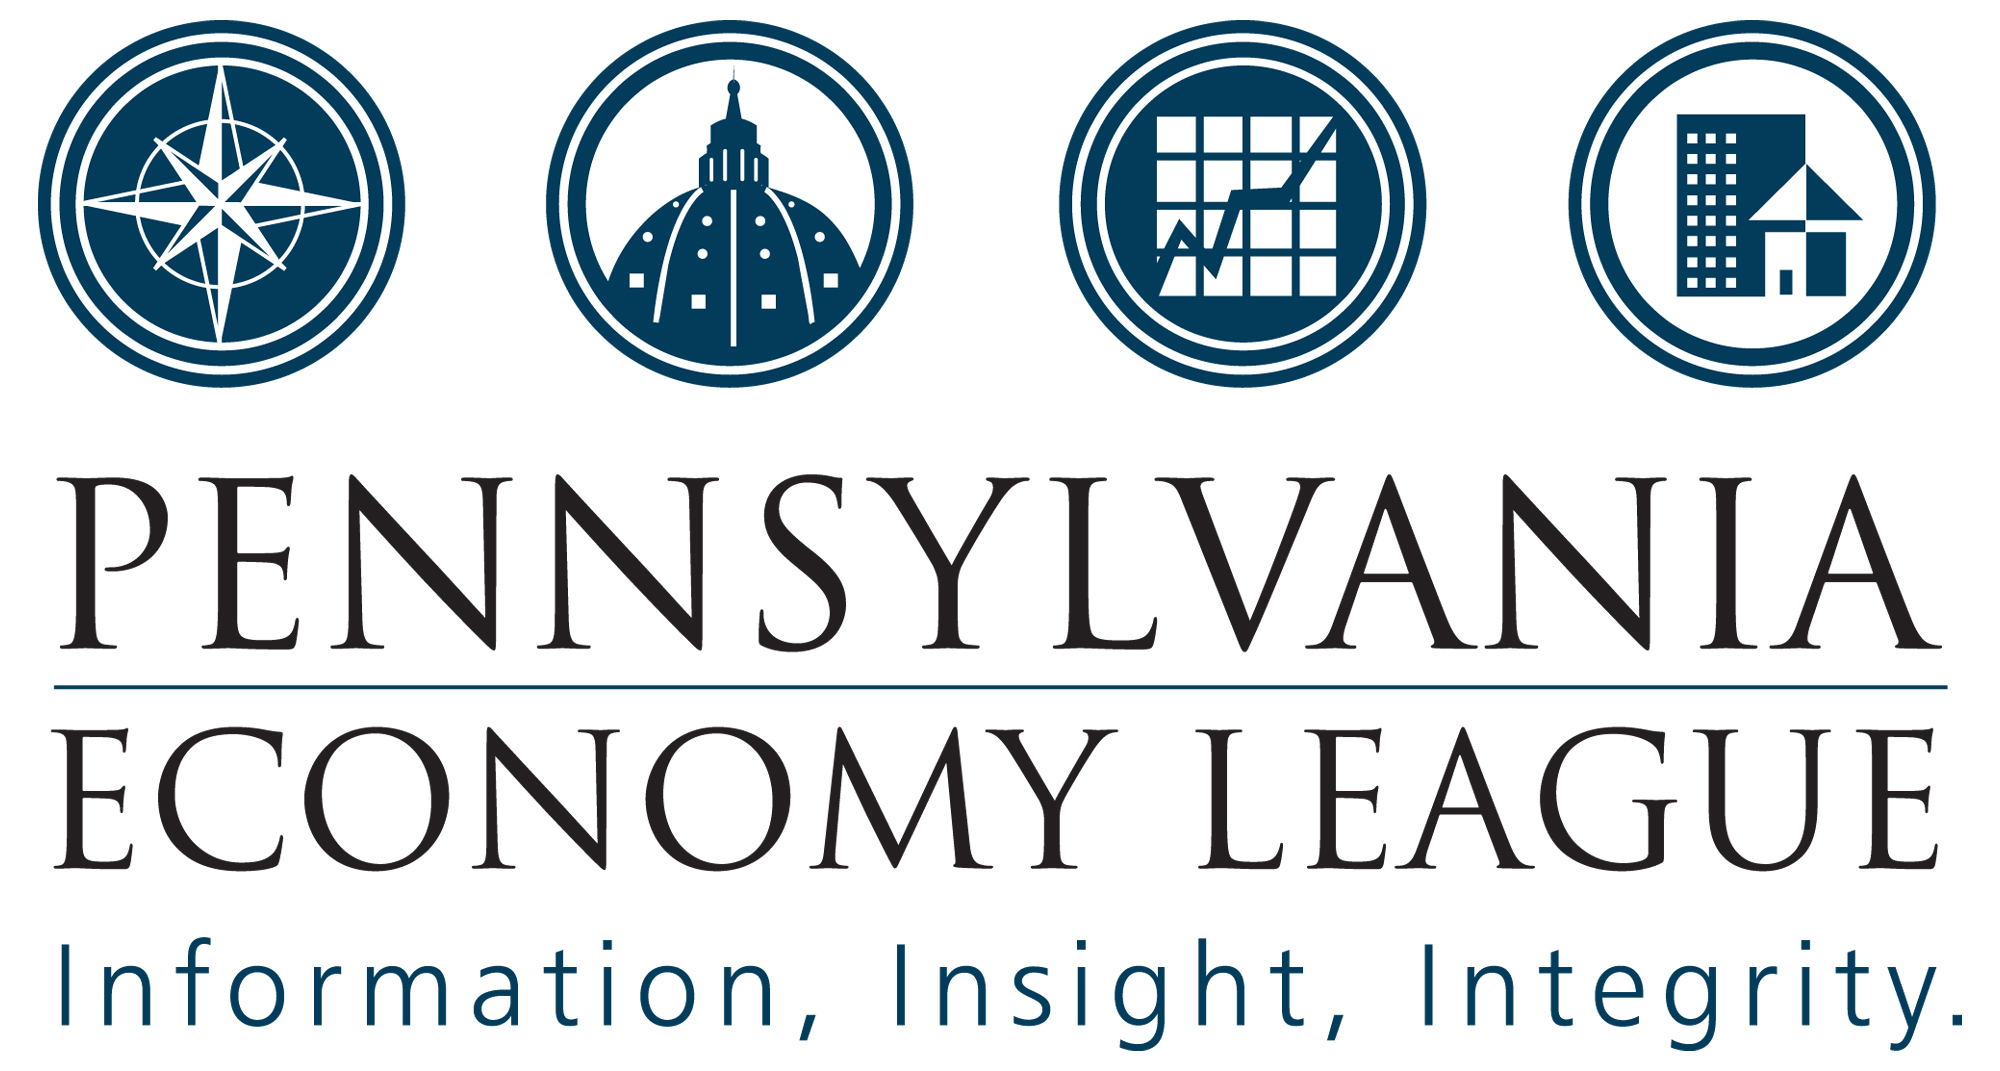 PENNSYLVANIA
ECONOMY LEAGUE
Information, Insight, Integrity.